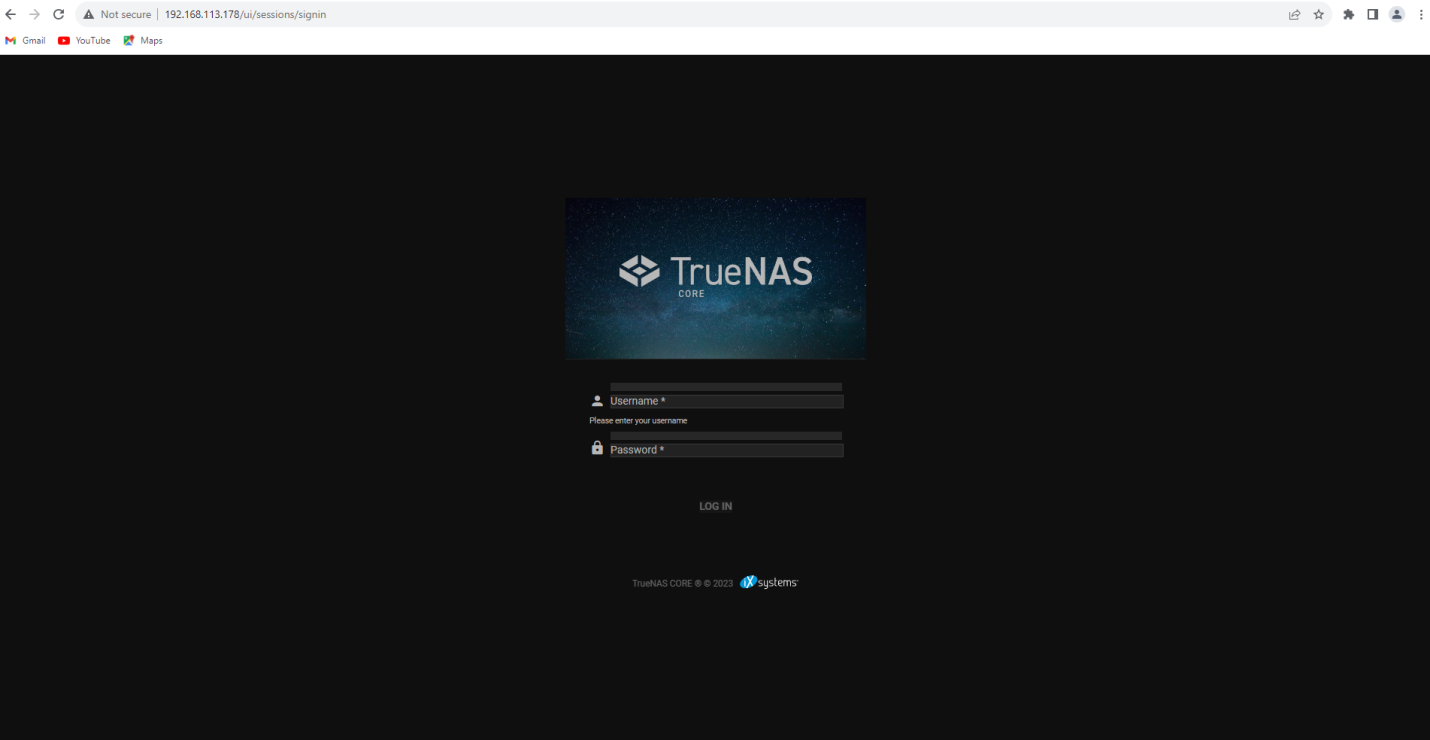 Not secure 192.168.113.178/ui/sessions/signin
Gmail YouTube Maps
TrueNAS
CORE
Username *
Please enter your username
Password *
LOG IN
TrueNAS CORE ® © 2023 iXsystems™